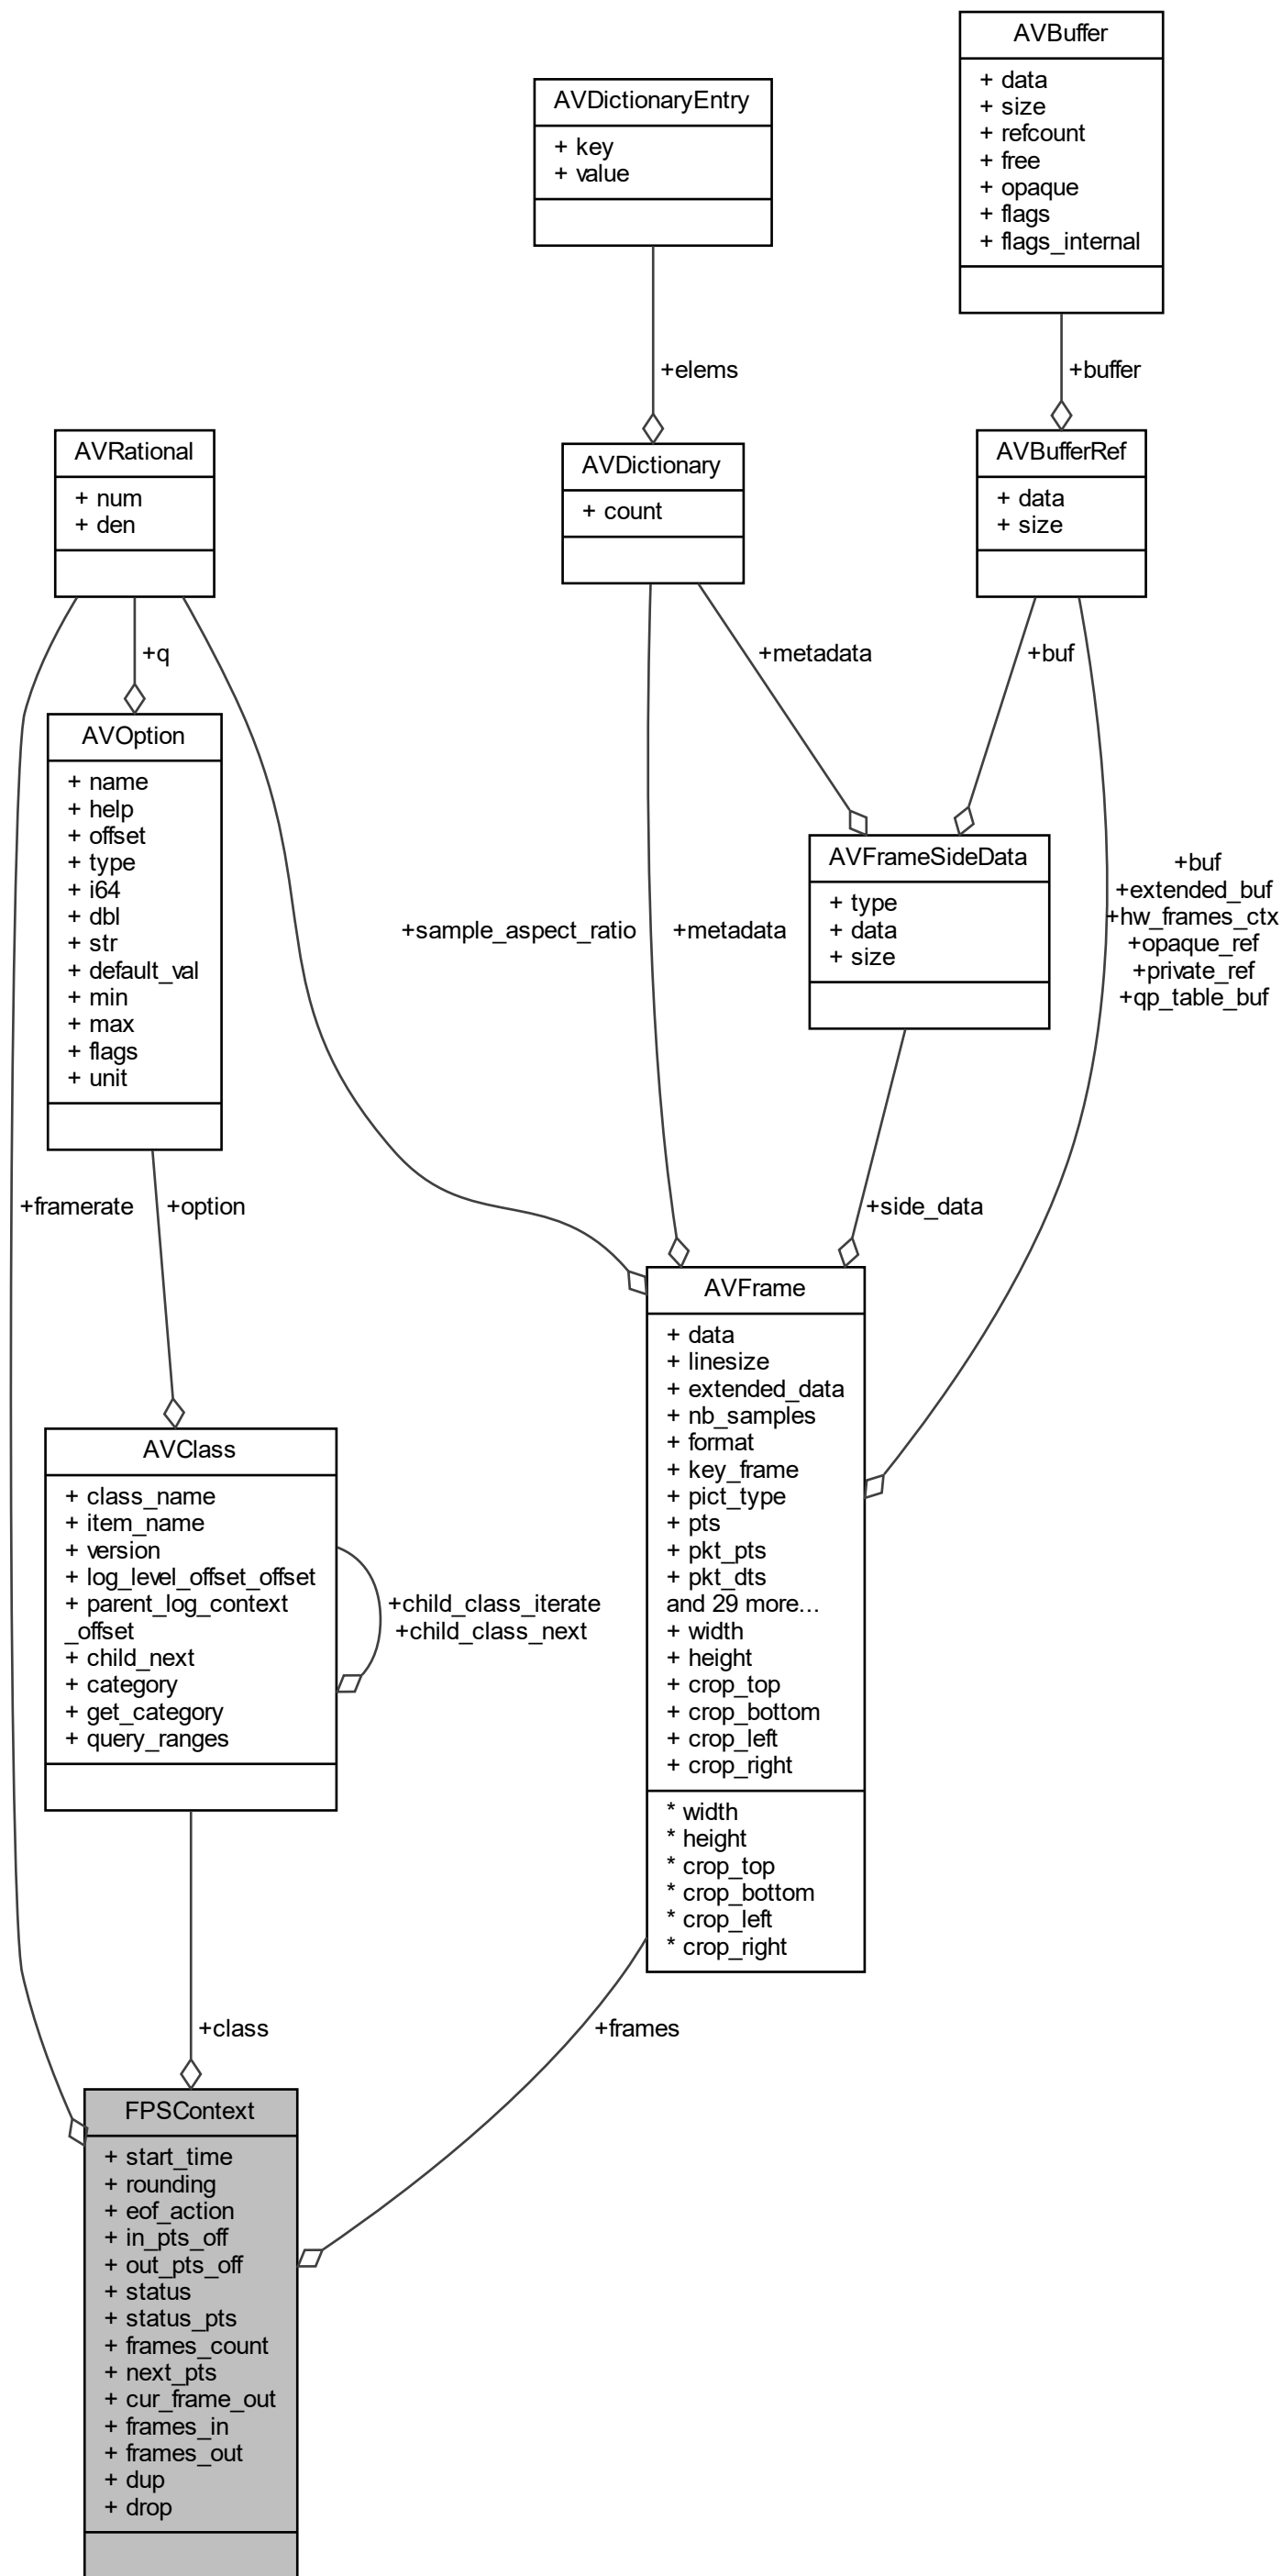 AVBuffer
+ data
+ size
+ refcount
+ free
+ opaque
+ flags
+ flags_internal
AVDictionaryEntry
+ key
+ value
+elems
+buffer
AVRational
+ num
+ den
AVDictionary
+ count
AVBufferRef
+ data
+ size
+q
+metadata
+buf
AVOption
+ name
+ help
+ offset
+ type
+ i64
+ dbl
+ str
+ default_val
+ min
+ max
+ flags
+ unit
AVFrameSideData
+ type
+ data
+ size
+sample_aspect_ratio
+metadata
+buf
+extended_buf
+hw_frames_ctx
+opaque_ref
+private_ref
+qp_table_buf
+framerate
+option
+side_data
AVFrame
+ data
+ linesize
+ extended_data
+ nb_samples
+ format
+ key_frame
+ pict_type
+ pts
+ pkt_pts
+ pkt_dts
and 29 more...
+ width
+ height
+ crop_top
+ crop_bottom
+ crop_left
+ crop_right
* width
* height
* crop_top
* crop_bottom
* crop_left
* crop_right
AVClass
+ class_name
+ item_name
+ version
+ log_level_offset_offset
+ parent_log_context
_offset
+ child_next
+ category
+ get_category
+ query_ranges
+child_class_iterate
+child_class_next
+class
+frames
FPSContext
+ start_time
+ rounding
+ eof_action
+ in_pts_off
+ out_pts_off
+ status
+ status_pts
+ frames_count
+ next_pts
+ cur_frame_out
+ frames_in
+ frames_out
+ dup
+ drop